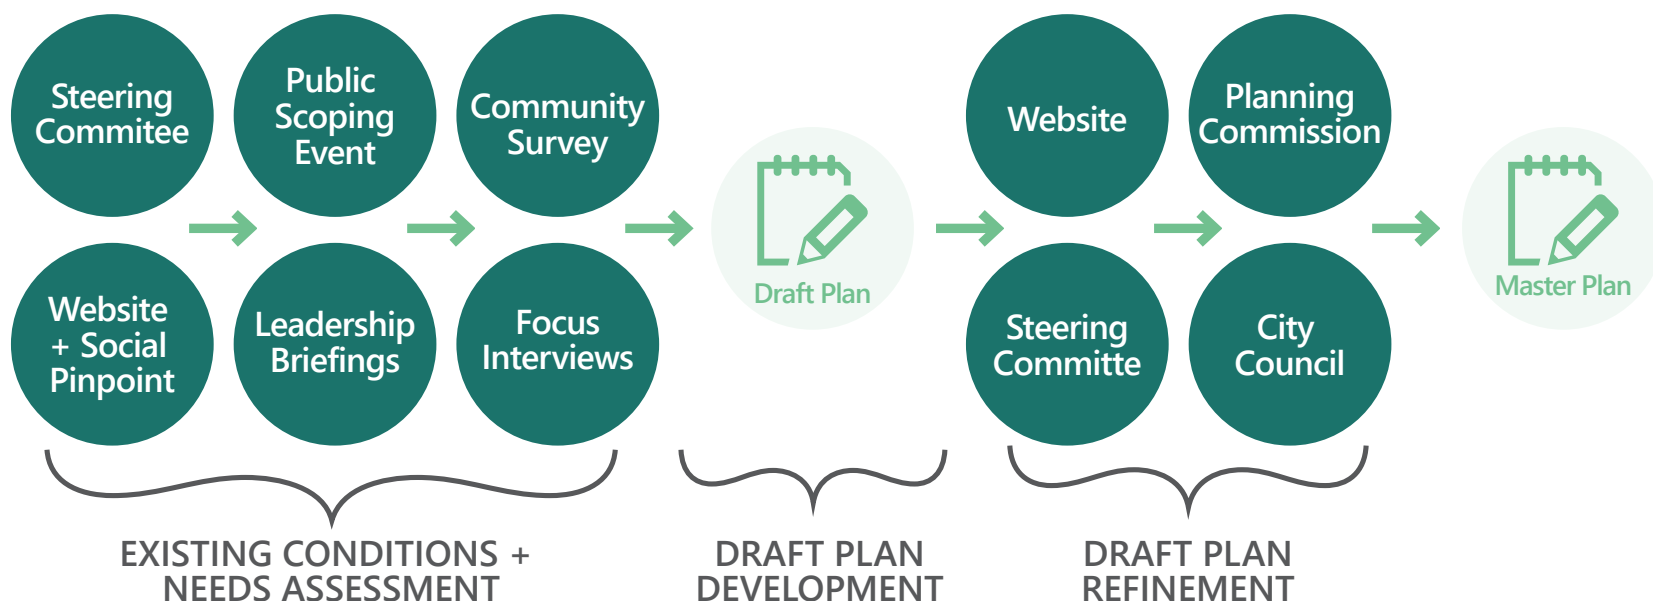 Steering
Commitee
Public
Scoping
Event
Community
Survey
Website
+ Social
Pinpoint
Leadership
Briefings
Focus
Interviews
Draft Plan
Website
Planning
Commission
Steering
Committe
City
Council
Master Plan
EXISTING CONDITIONS +
NEEDS ASSESSMENT
DRAFT PLAN
DEVELOPMENT
DRAFT PLAN
REFINEMENT